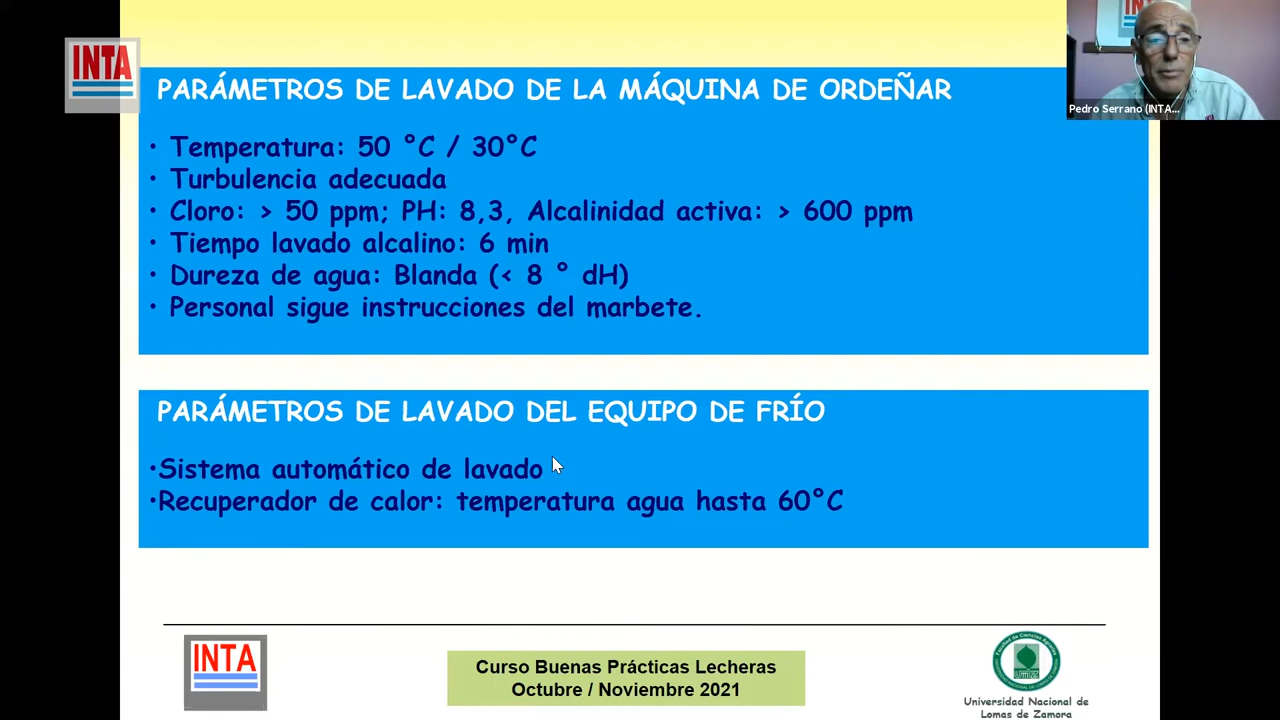 INTA
PARÁMETROS DE LAVADO DE LA MÁQUINA DE ORDEÑAR
• Temperatura: 50 °C / 30°C
• Turbulencia adecuada
• Cloro: > 50 ppm; PH: 8,3, Alcalinidad activa: > 600 ppm
• Tiempo lavado alcalino: 6 min
• Dureza de agua: Blanda (< 8 ° dH)
• Personal sigue instrucciones del marbete.
Pedro Serrano (INTA...
PARÁMETROS DE LAVADO DEL EQUIPO DE FRÍO
•Sistema automático de lavado
•Recuperador de calor: temperatura agua hasta 60°C
INTA
Curso Buenas Prácticas Lecheras
Octubre / Noviembre 2021
Universidad Nacional de
Lomas de Zamora